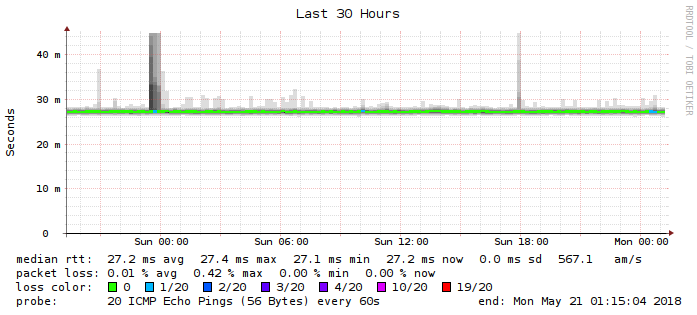 Last 30 Hours
RRDTOOL / TOBI OETIKER
Seconds
40 m
30 m
20 m
10 m
0
Sun 00:00 Sun 06:00 Sun 12:00 Sun 18:00 Mon 00:00
median rtt: 27.2 ms avg 27.4 ms max 27.1 ms min 27.2 ms now 0.0 ms sd 567.1 am/s
packet loss: 0.01 % avg 0.42 % max 0.00 % min 0.00 % now
loss color: 0 1/20 2/20 3/20 4/20 10/20 19/20
probe: 20 ICMP Echo Pings (56 Bytes) every 60s end: Mon May 21 01:15:04 2018